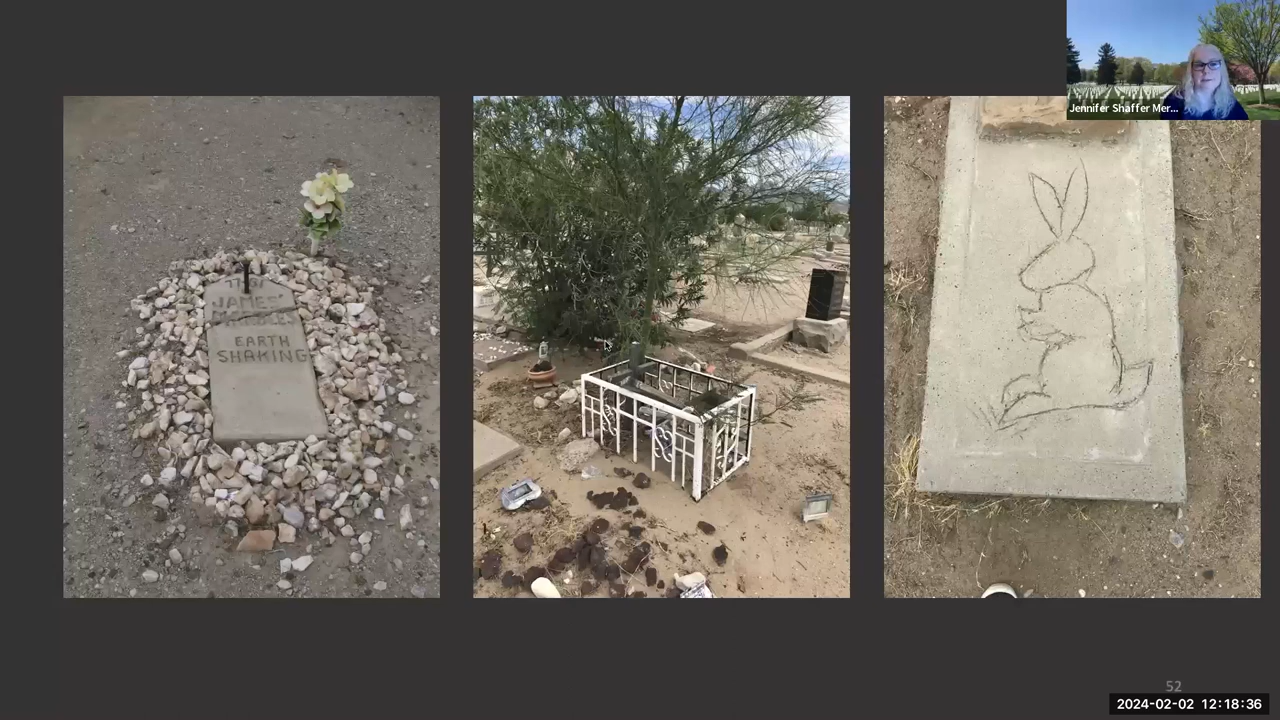 Jennifer Shaffer Mer...
JAMES'
EARTH
SHAKING
52
2024-02-02 12:18:36